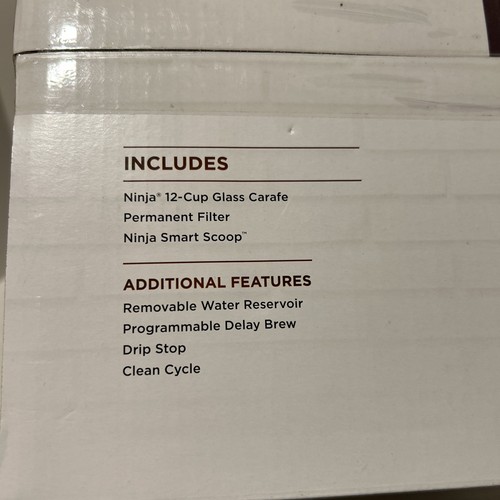 INCLUDES
Ninja® 12-Cup Glass Carafe
Permanent Filter
Ninja Smart Scoop™
ADDITIONAL FEATURES
Removable Water Reservoir
Programmable Delay Brew
Drip Stop
Clean Cycle